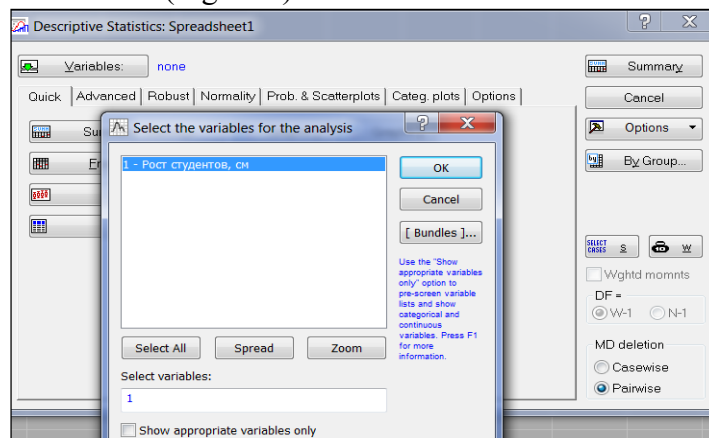 Descriptive Statistics: Spreadsheet1
Variables: none
Summary
Quick Advanced Robust Normality Prob. & Scatterplots Categ. plots Options
Cancel
Options
By Group...
Select the variables for the analysis
1 - Рост студентов, см
OK
Cancel
[ Bundles ]...
Use the "Show
appropriate variables
only" option to
pre-screen variable
lists and show
categorical and
continuous
variables. Press F1
for more
information.
SELECT
CASES S W
Wghtd momnts
DF =
W-1 N-1
MD deletion
Casewise
Pairwise
Select All Spread Zoom
Select variables:
1
Show appropriate variables only